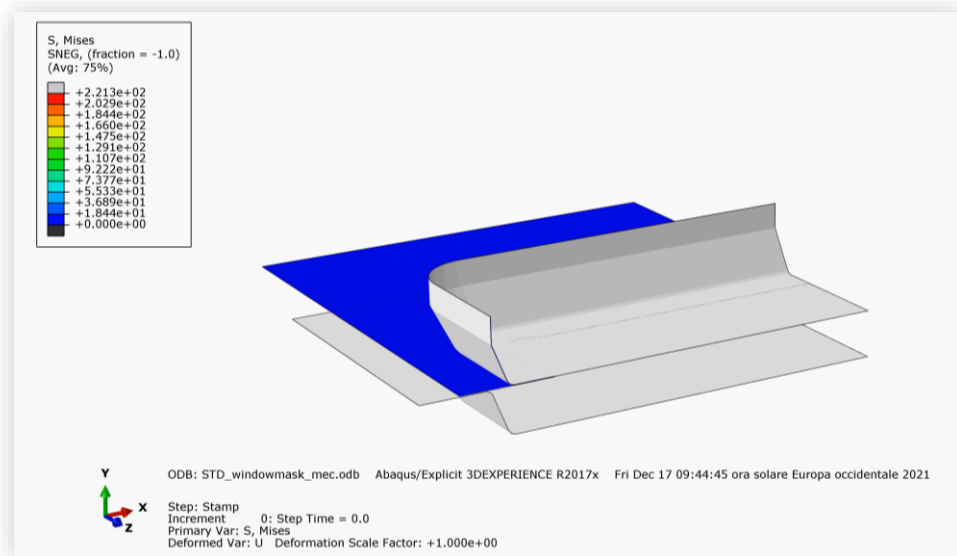 S, Mises
SNEG, (fraction = -1.0)
(Avg: 75%)
+2.213e+02
+2.029e+02
+1.844e+02
+1.660e+02
+1.475e+02
+1.291e+02
+1.107e+02
+9.222e+01
+7.377e+01
+5.533e+01
+3.689e+01
+1.844e+01
+0.000e+00
Y
X
Z
ODB: STD_windowmask_mec.odb Abaqus/Explicit 3DEXPERIENCE R2017x Fri Dec 17 09:44:45 ora solare Europa occidentale 2021
Step: Stamp
Increment 0: Step Time = 0.0
Primary Var: S, Mises
Deformed Var: U Deformation Scale Factor: +1.000e+00